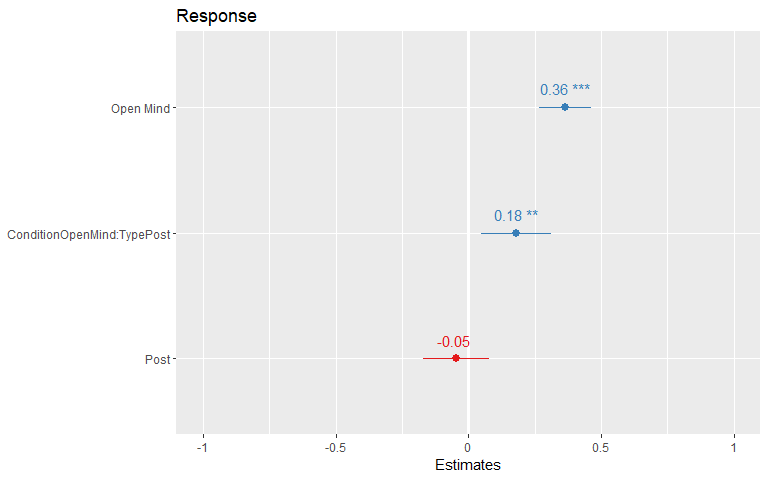 Response
0.36 ***
Open Mind
0.18 **
ConditionOpenMind:TypePost
-0.05
Post
-1
-0.5
0
0.5
1
Estimates